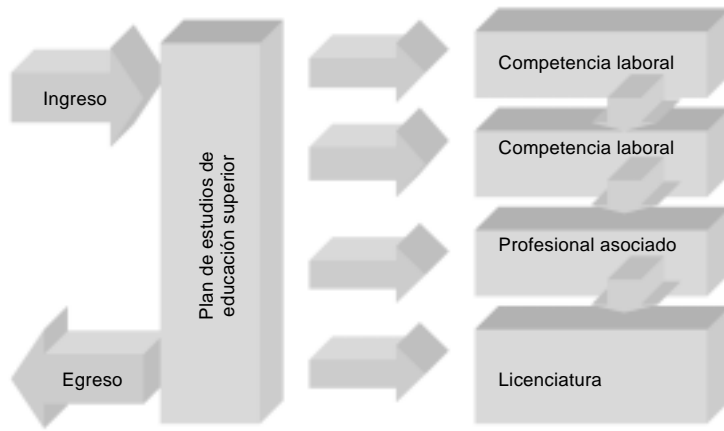 Ingreso
Plan de estudios de
educación superior
Egreso
Competencia laboral
Competencia laboral
Profesional asociado
Licenciatura